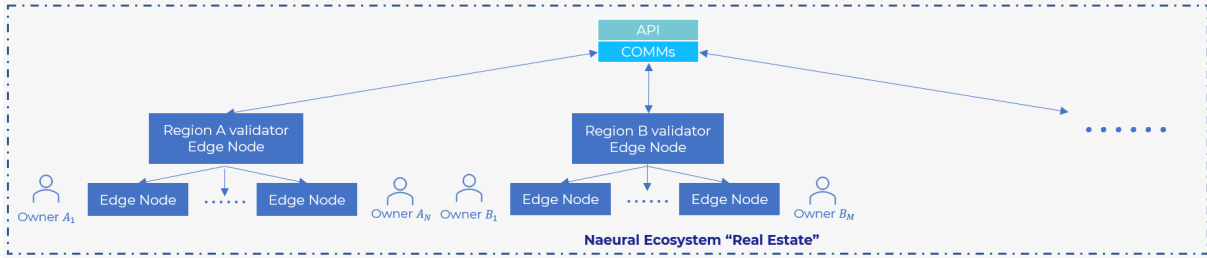 API
COMMs
Region A validator
Edge Node
Region B validator
Edge Node
......
Edge Node
......
Edge Node
Edge Node
......
Edge Node
Owner A₁
Owner Aₙ
Owner B₁
Owner Bₘ
Naeural Ecosystem “Real Estate”